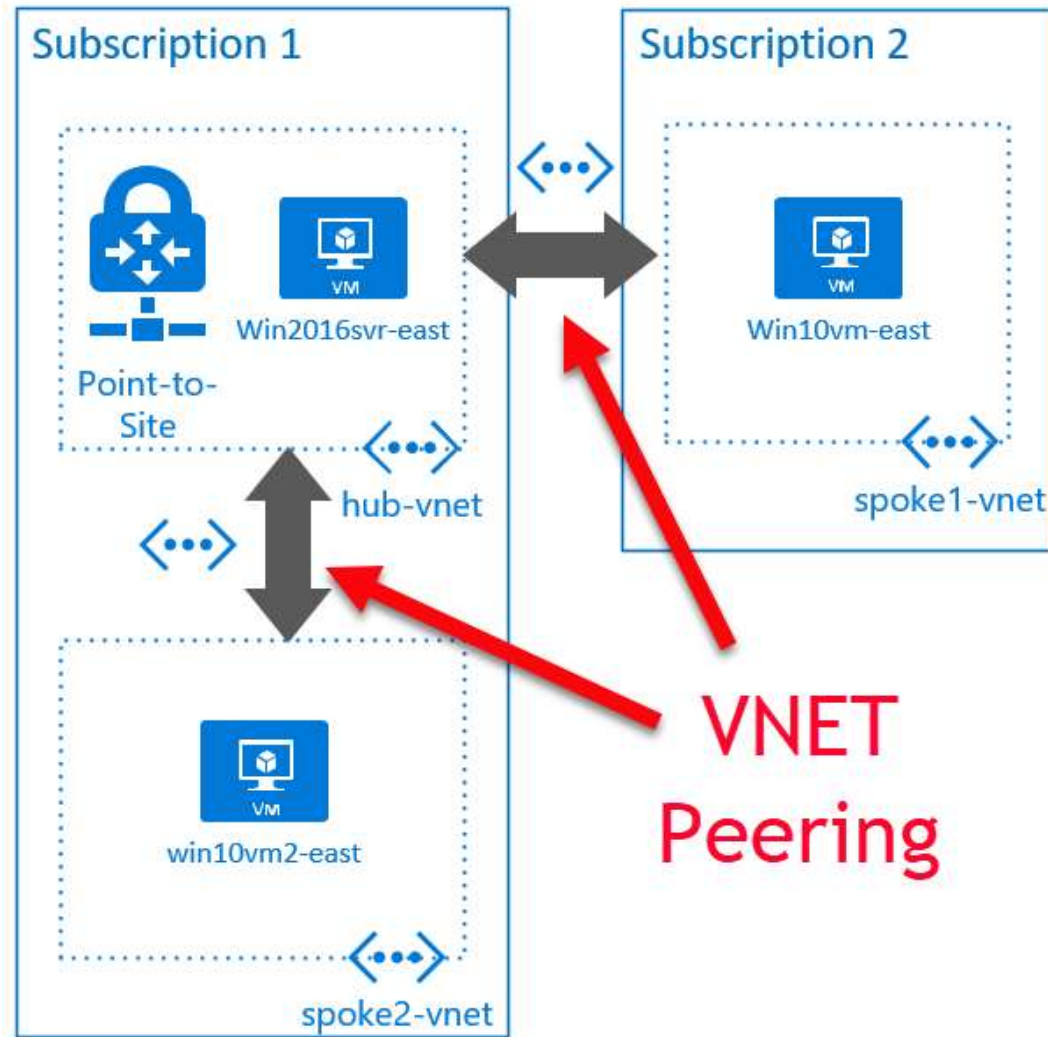 Subscription 1
Subscription 2
VM
Win2016svr-east
Point-to-
Site
hub-vnet
VM
Win10vm-east
spoke1-vnet
VM
win10vm2-east
spoke2-vnet
VNET
Peering